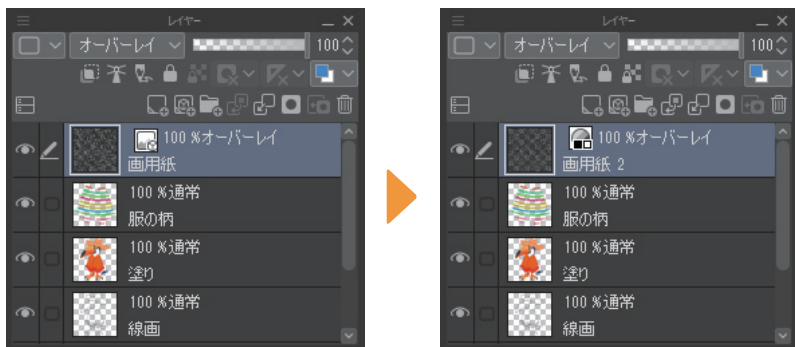 レイヤー
オーバーレイ 100
100 %オーバーレイ
画用紙
100 %通常
服の柄
100 %通常
塗り
100 %通常
線画
レイヤー
オーバーレイ 100
100 %オーバーレイ
画用紙 2
100 %通常
服の柄
100 %通常
塗り
100 %通常
線画